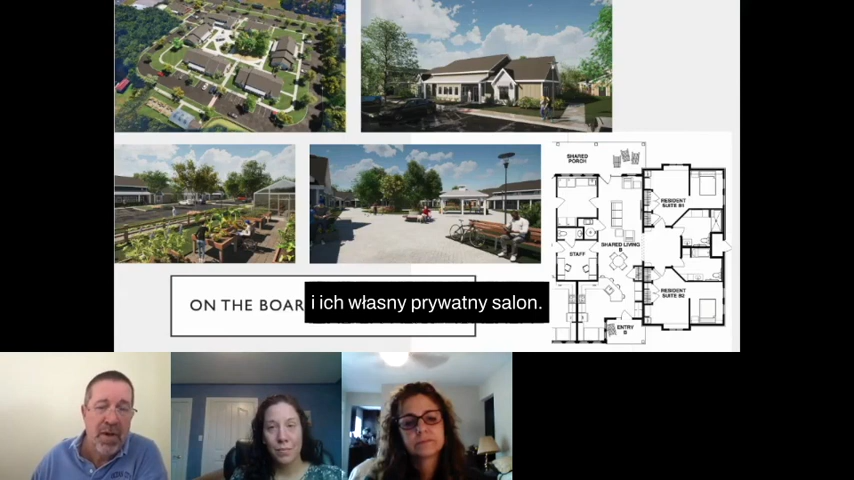 SHARED
PORCH
RESIDENT
SUITE B1
STAFF
SHARED LIVING
B
RESIDENT
SUITE B2
ENTRY
B
ON THE BOAR
i ich własny prywatny salon.